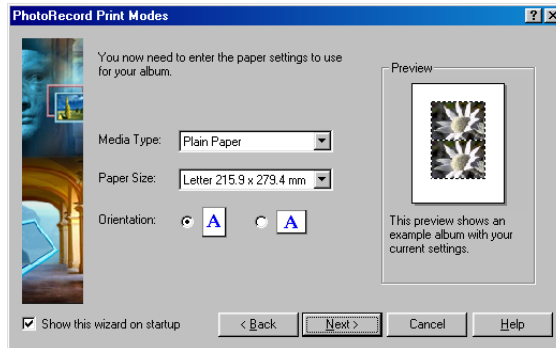 PhotoRecord Print Modes
You now need to enter the paper settings to use
for your album.
Preview
Media Type:
Plain Paper
Paper Size:
Letter 215.9 x 279.4 mm
Orientation:
A
A
This preview shows an
example album with your
current settings.
Show this wizard on startup
< Back
Next >
Cancel
Help